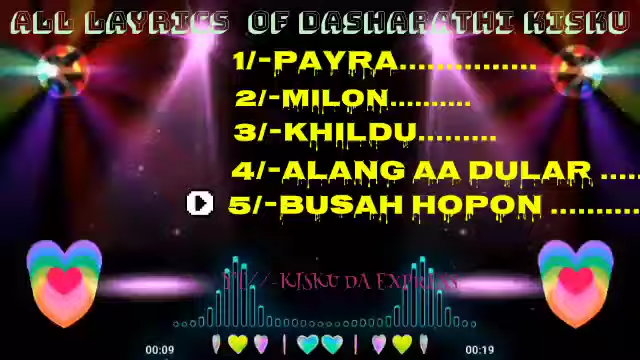 ALL LAYRICS OF DASHARATHI KISKU
1/-PAYRA...............
2/-MILON..........
3/-KHILDU.........
4/-ALANG AA DULAR .....
5/-BUSAH HOPON ..........
-KISKU DA EXPRESS
00:09
00:19